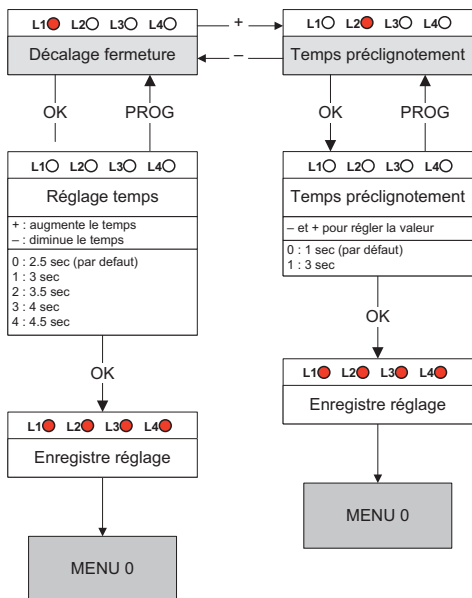 L1 L2 L3 L4
Décalage fermeture
OK
PROG
L1 L2 L3 L4
Réglage temps
+ : augmente le temps
– : diminue le temps
0 : 2.5 sec (par defaut)
1 : 3 sec
2 : 3.5 sec
3 : 4 sec
4 : 4.5 sec
OK
L1 L2 L3 L4
Enregistre réglage
MENU 0
+
–
L1 L2 L3 L4
Temps préclignotement
OK
PROG
L1 L2 L3 L4
Temps préclignotement
– et + pour régler la valeur
0 : 1 sec (par défaut)
1 : 3 sec
OK
L1 L2 L3 L4
Enregistre réglage
MENU 0